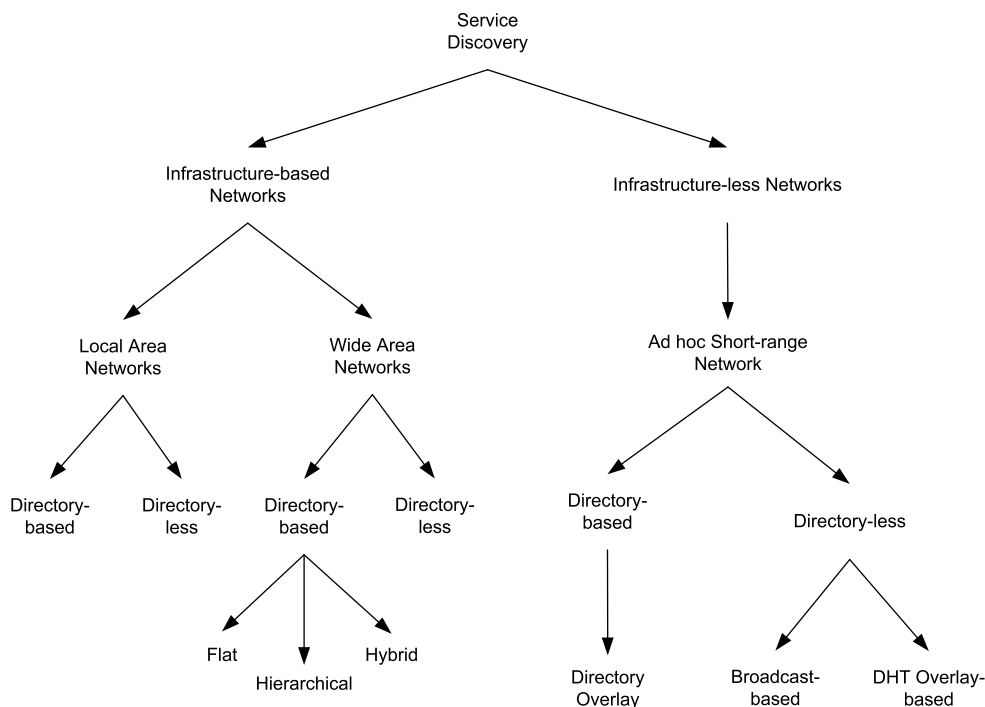 Service
Discovery
Infrastructure-based
Networks
Infrastructure-less Networks
Local Area
Networks
Wide Area
Networks
Ad hoc Short-range
Network
Directory-
based
Directory-
less
Directory-
based
Directory-
less
Directory-
based
Directory-less
Flat
Hierarchical
Hybrid
Directory
Overlay
Broadcast-
based
DHT Overlay-
based